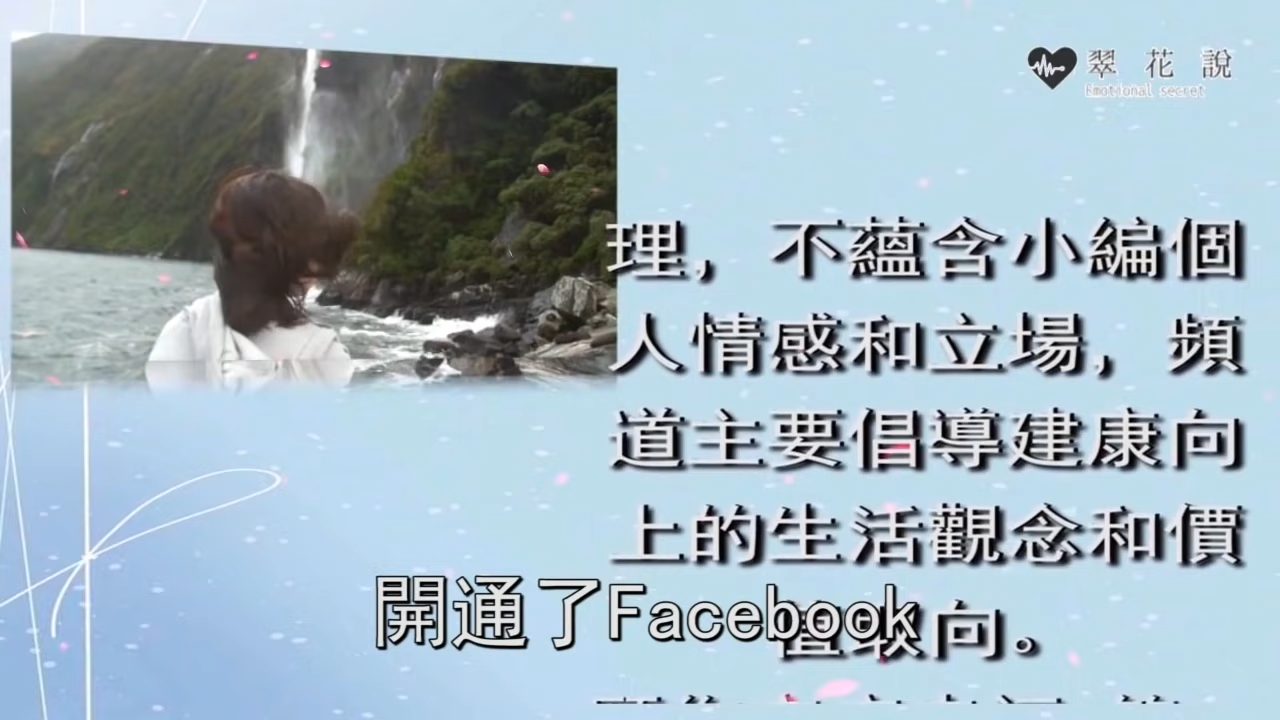 翠花說
Emotional secret
理，不蘊含小編個
人情感和立場，頻
道主要倡導建康向
上的生活觀念和價
值取向。
開通了Facebook